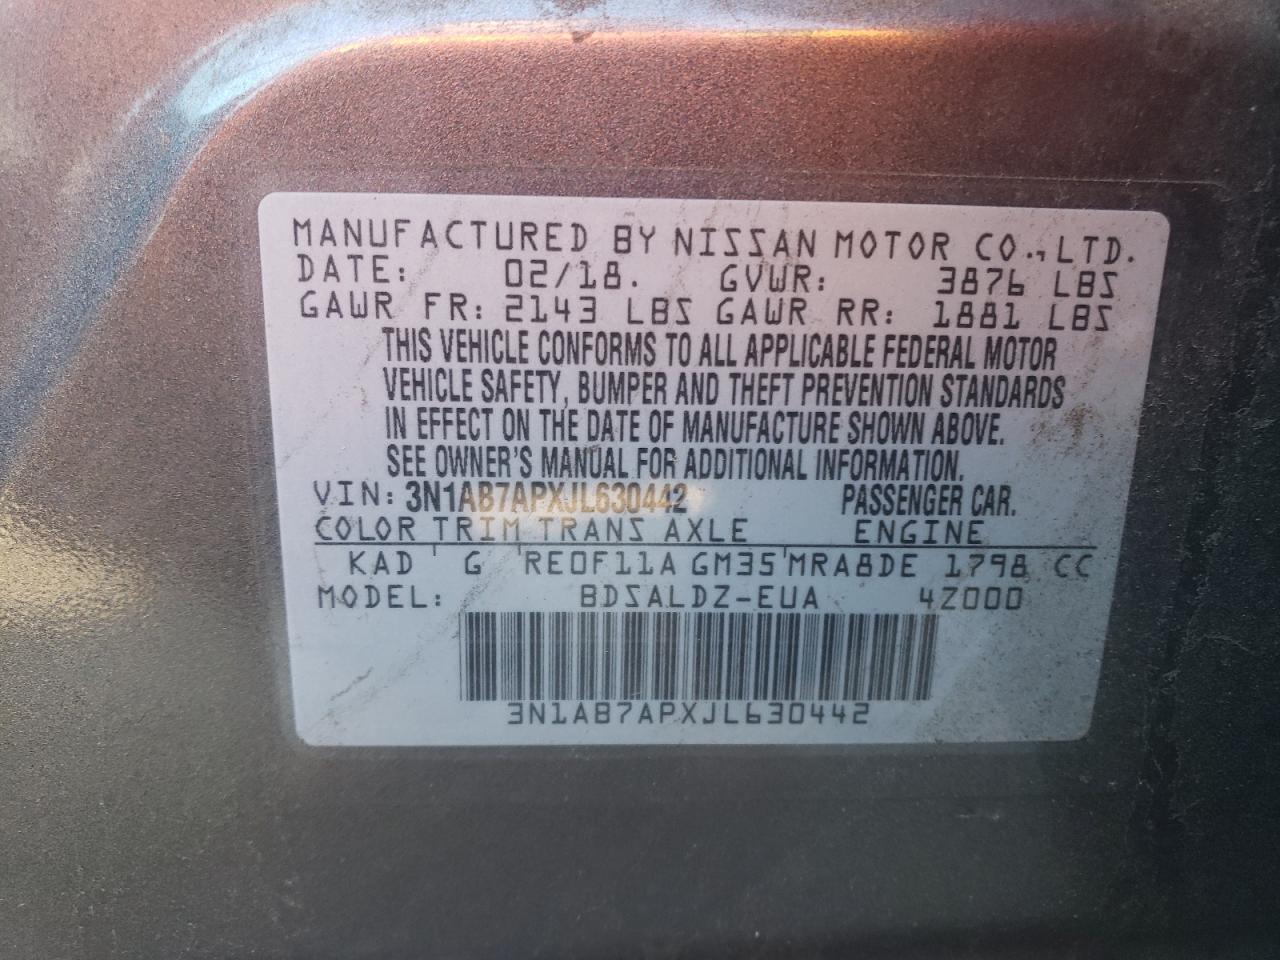 MANUFACTURED BY NISSAN MOTOR CO., LTD.
DATE: 02/18. GVWR: 3876 LBS
GAWR FR: 2143 LBS GAWR RR: 1881 LBS
THIS VEHICLE CONFORMS TO ALL APPLICABLE FEDERAL MOTOR
VEHICLE SAFETY, BUMPER AND THEFT PREVENTION STANDARDS
IN EFFECT ON THE DATE OF MANUFACTURE SHOWN ABOVE.
SEE OWNER'S MANUAL FOR ADDITIONAL INFORMATION.
VIN: 3N1AB7APXJL630442 PASSENGER CAR.
COLOR TRIM TRANS AXLE ENGINE
KAD ' G 'RE0F11A GM35'MRA8DE 1798 CC
MODEL: BDSALDZ-EUA 4Z000
3N1AB7APXJL630442